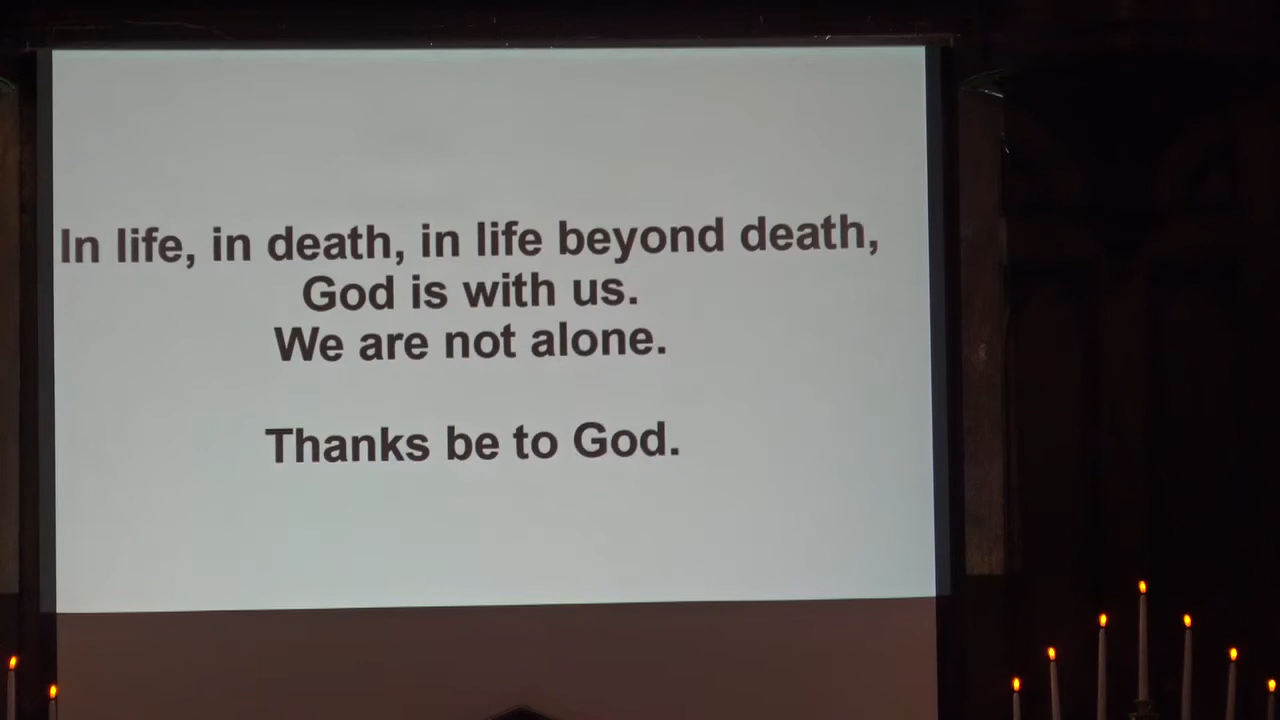 In life, in death, in life beyond death,
God is with us.
We are not alone.
Thanks be to God.